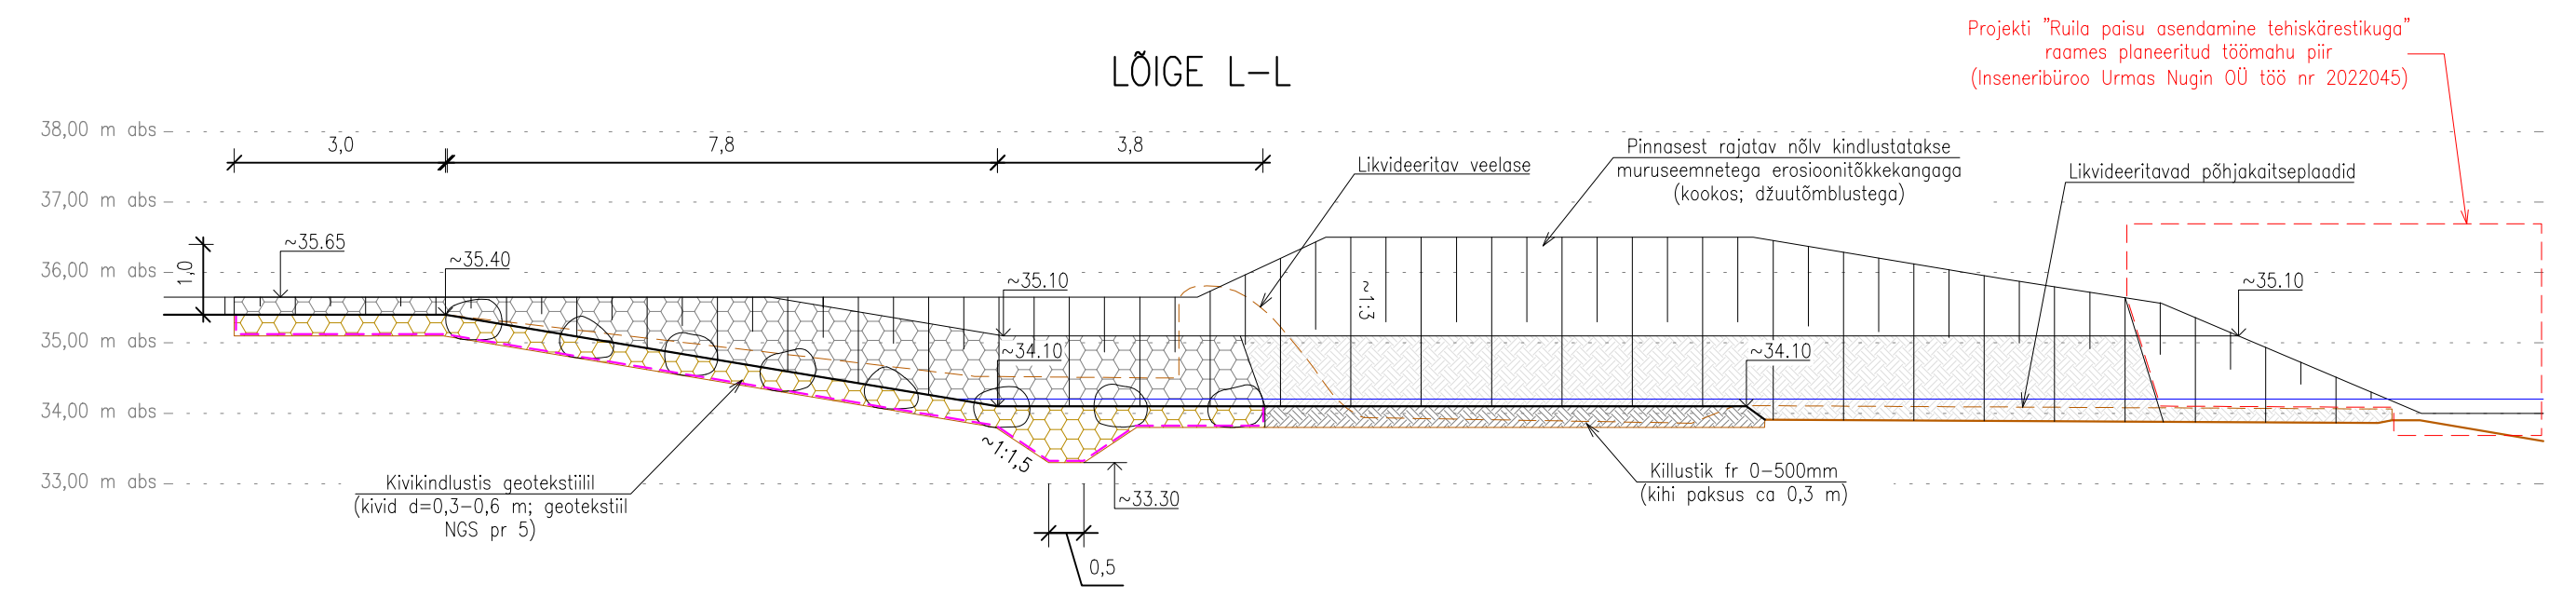 Projekti "Ruila paisu asendamine tehiskärestikuga"
raames planeeritud töömahu piir
(Inseneribüroo Urmas Nugin OÜ töö nr 2022045)
LÕIGE L-L
38,00 m abs
3,0
7,8
3,8
Likvideeritav veelase
Pinnasest rajatav nõlv kindlustatakse
muruseemnetega erosioonitõkkekangaga
(kookos; džuutõmblustega)
Likvideeritavad põhjakaitseplaadid
37,00 m abs
~35.65
~35.40
36,00 m abs
1,0
~35.10
~1:3
~35.10
35,00 m abs
~34.10
~34.10
34,00 m abs
~1:1,5
33,00 m abs
Kivikindlustis geotekstiilil
(kivid d=0,3-0,6 m; geotekstiil
NGS pr 5)
~33.30
Killustik fr 0-500mm
(kihi paksus ca 0,3 m)
0,5